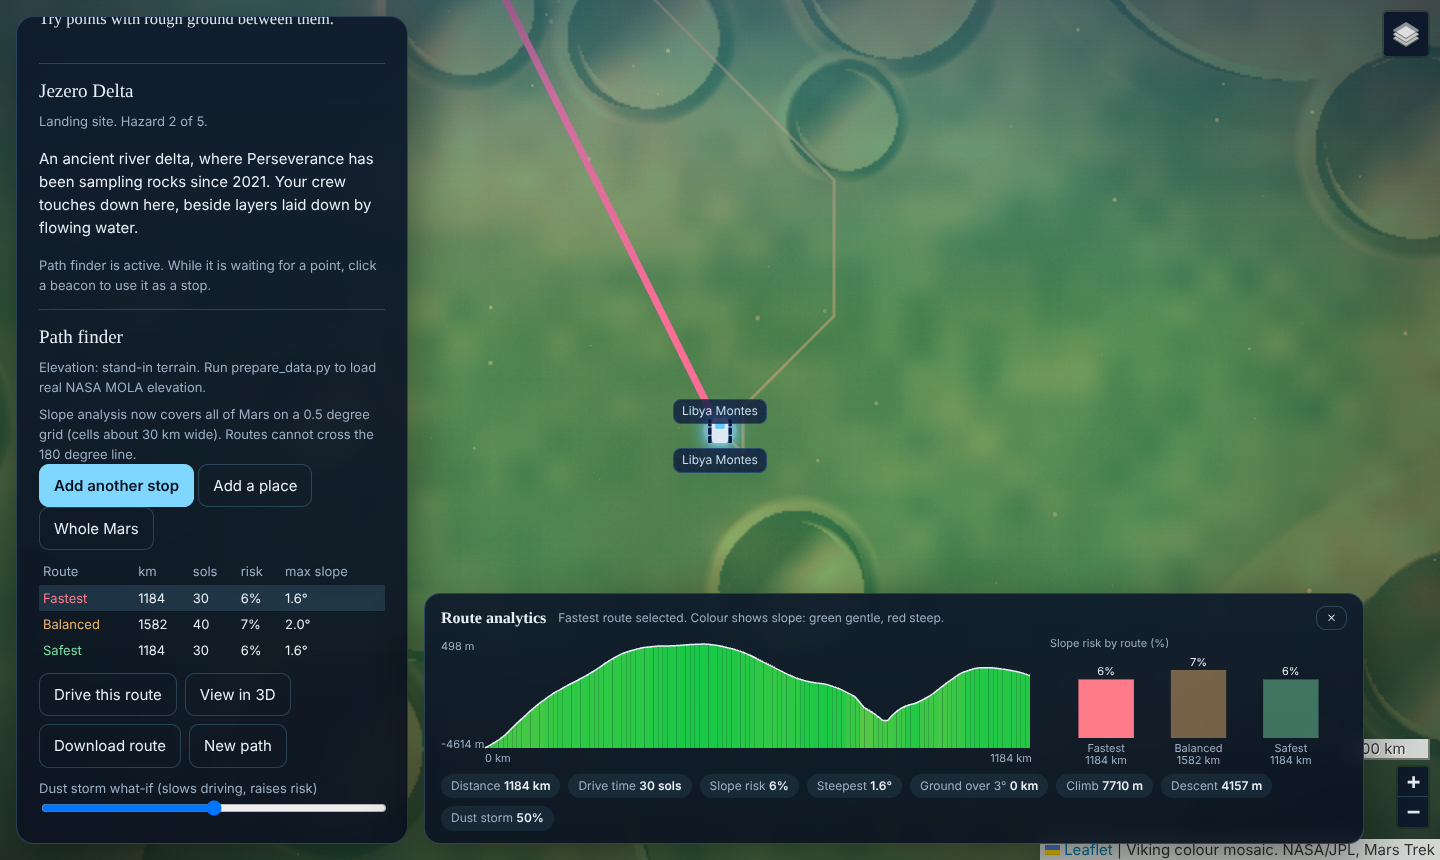 Try points with rough ground between them.
Jezero Delta
Landing site. Hazard 2 of 5.
An ancient river delta, where Perseverance has
been sampling rocks since 2021. Your crew
touches down here, beside layers laid down by
flowing water.
Path finder is active. While it is waiting for a point, click
a beacon to use it as a stop.
Path finder
Elevation: stand-in terrain. Run prepare_data.py to load
real NASA MOLA elevation.
Slope analysis now covers all of Mars on a 0.5 degree
grid (cells about 30 km wide). Routes cannot cross the
180 degree line.
Add another stop Add a place
Whole Mars
Route km sols risk max slope
Fastest 1184 30 6% 1.6°
Balanced 1582 40 7% 2.0°
Safest 1184 30 6% 1.6°
Drive this route View in 3D
Download route New path
Dust storm what-if (slows driving, raises risk)
Libya Montes
Libya Montes
Route analytics Fastest route selected. Colour shows slope: green gentle, red steep. ×
498 m
-4614 m
0 km 1184 km
Slope risk by route (%)
6% 7% 6%
Fastest Balanced Safest
1184 km 1582 km 1184 km
Distance 1184 km Drive time 30 sols Slope risk 6% Steepest 1.6° Ground over 3° 0 km Climb 7710 m Descent 4157 m
Dust storm 50%
00 km
+
−
Leaflet | Viking colour mosaic. NASA/JPL, Mars Trek